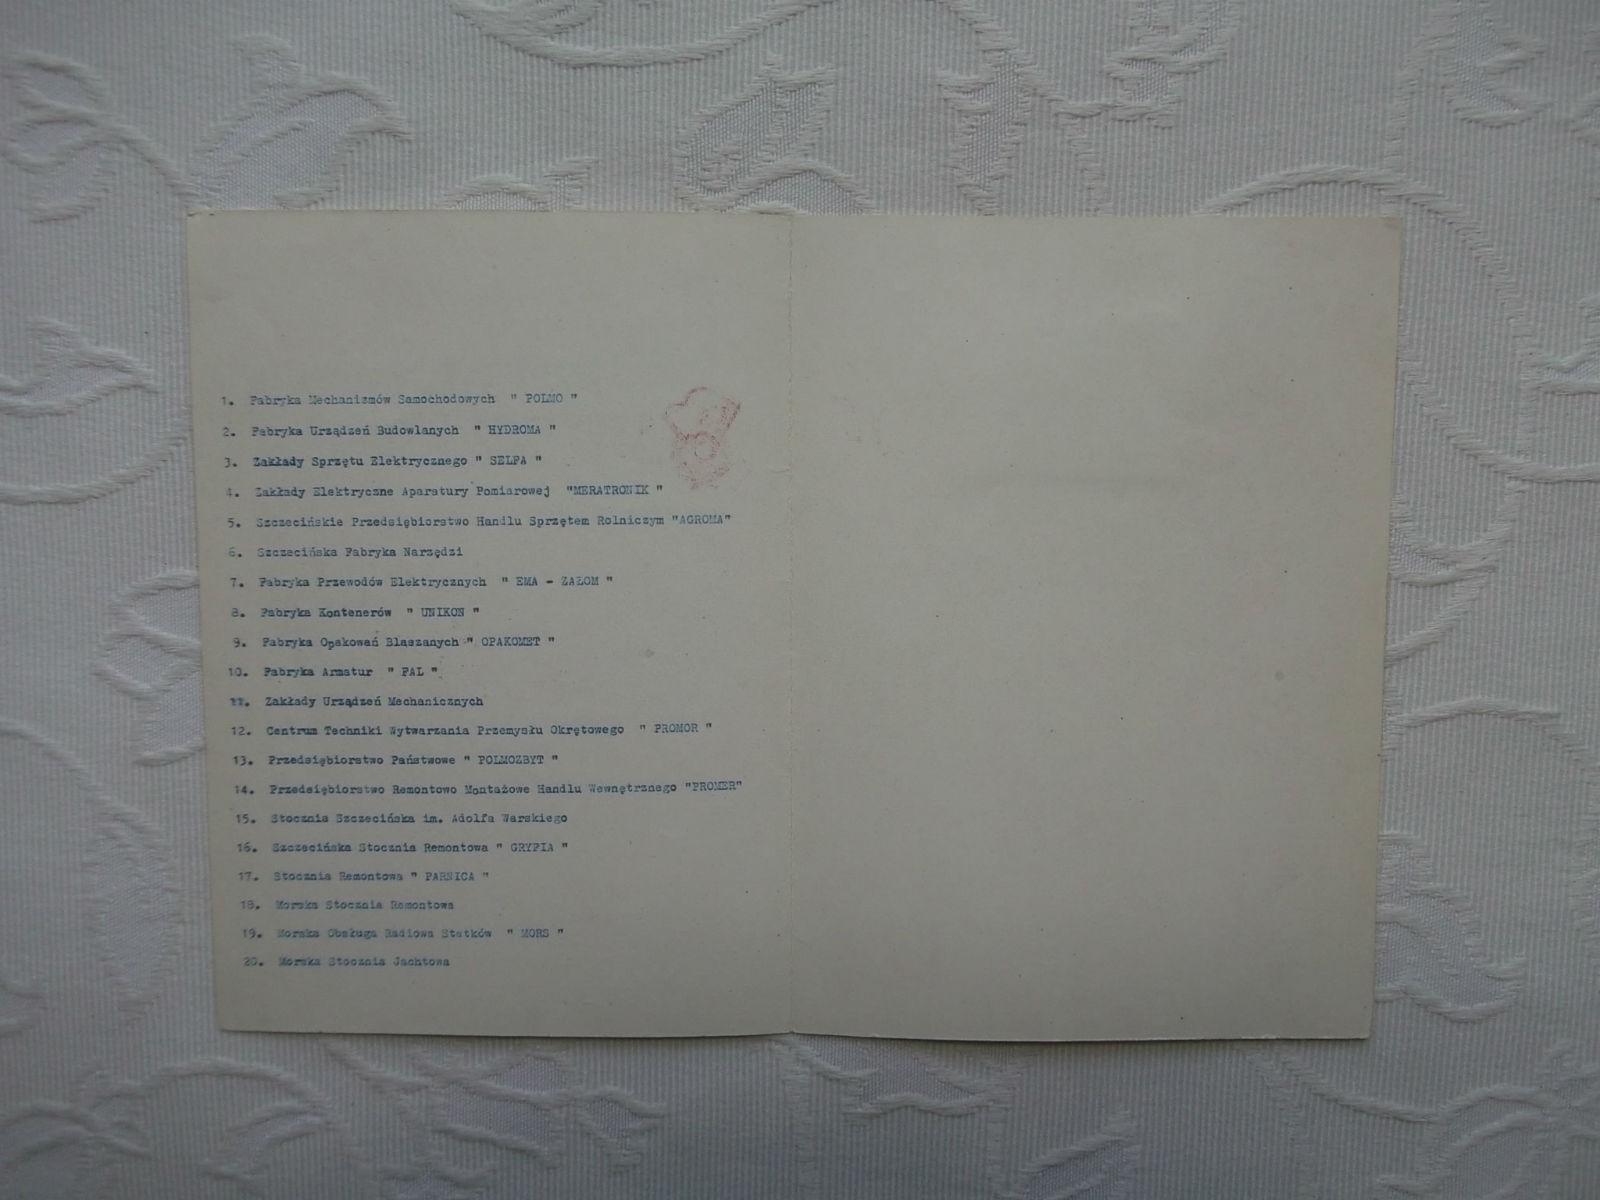 1. Fabryka Mechanizmów Samochodowych " POLMO "
2. Fabryka Urządzeń Budowlanych " HYDROMA "
3. Zakłady Sprzętu Elektrycznego " SELFA "
4. Zakłady Elektryczne Aparatury Pomiarowej "MERATRONIK "
5. Szczecińskie Przedsiębiorstwo Handlu Sprzętem Rolniczym "AGROMA"
6. Szczecińska Fabryka Narzędzi
7. Fabryka Przewodów Elektrycznych " EMA - ZAŁOM "
8. Fabryka Kontenerów " UNIKON "
9. Fabryka Opakowań Blaszanych " OPAKOMET "
10. Fabryka Armatur " FAL "
11. Zakłady Urządzeń Mechanicznych
12. Centrum Techniki Wytwarzania Przemysłu Okrętowego " PROMOR "
13. Przedsiębiorstwo Państwowe " POLMOZBYT "
14. Przedsiębiorstwo Remontowo Montażowe Handlu Wewnętrznego "PROMER"
15. Stocznia Szczecińska im. Adolfa Warskiego
16. Szczecińska Stocznia Remontowa " GRYFIA "
17. Stocznia Remontowa " PARNICA "
18. Morska Stocznia Remontowa
19. Morska Obsługa Radiowa Statków " MORS "
20. Morska Stocznia Jachtowa